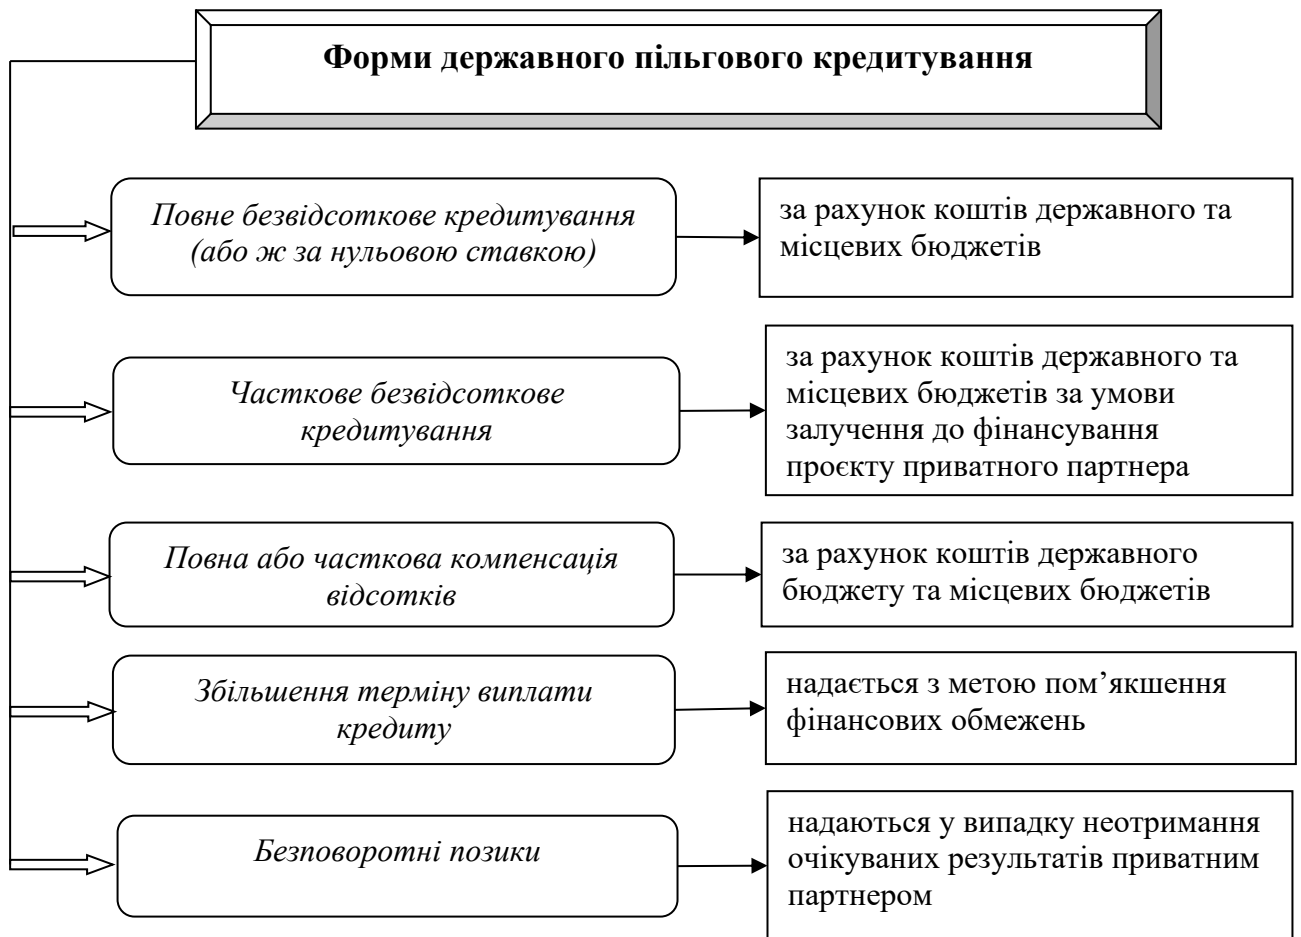 Форми державного пільгового кредитування
Повне безвідсоткове кредитування
(або ж за нульовою ставкою)
за рахунок коштів державного та
місцевих бюджетів
Часткове безвідсоткове
кредитування
за рахунок коштів державного та
місцевих бюджетів за умови
залучення до фінансування
проєкту приватного партнера
Повна або часткова компенсація
відсотків
за рахунок коштів державного
бюджету та місцевих бюджетів
Збільшення терміну виплати
кредиту
надається з метою пом’якшення
фінансових обмежень
Безповоротні позики
надаються у випадку неотримання
очікуваних результатів приватним
партнером